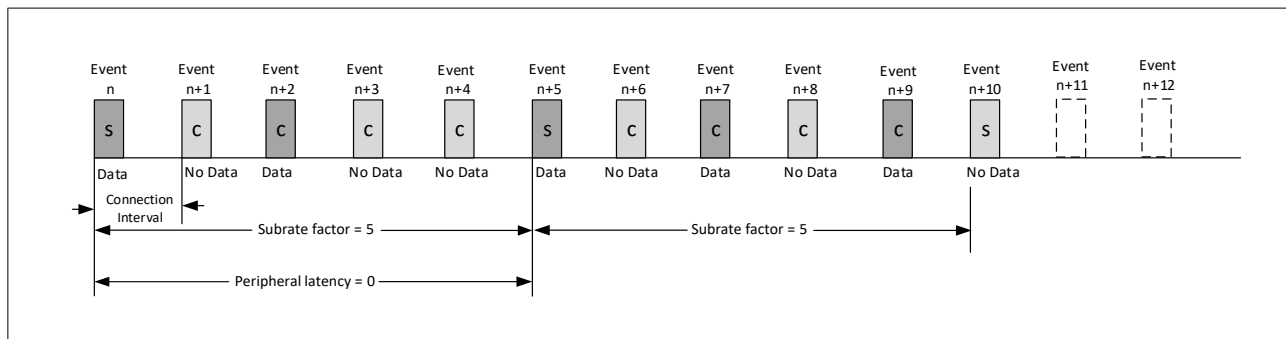 Event Event Event Event Event Event Event Event Event Event Event Event Event
n n+1 n+2 n+3 n+4 n+5 n+6 n+7 n+8 n+9 n+10 n+11 n+12
S C C C C S C C C C S
Data No Data Data No Data No Data Data No Data Data No Data Data No Data
Connection
Interval
Subrate factor = 5 Subrate factor = 5
Peripheral latency = 0